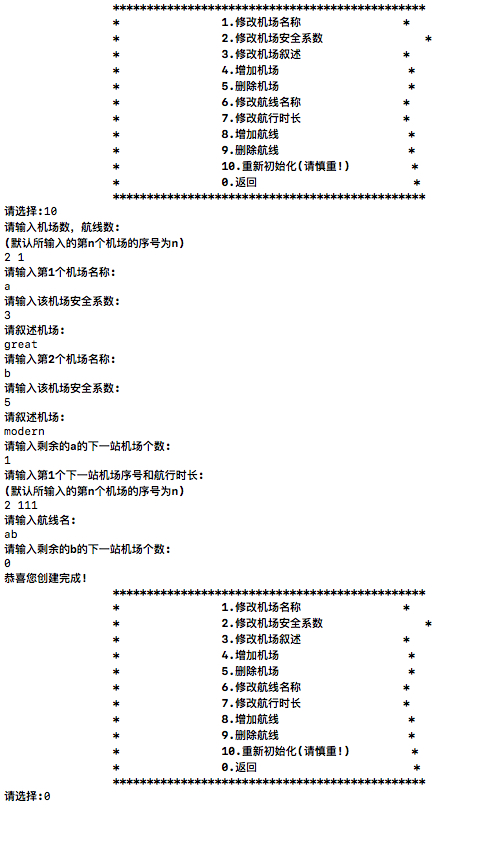 **********************************************
* 1.修改机场名称 *
* 2.修改机场安全系数 *
* 3.修改机场叙述 *
* 4.增加机场 *
* 5.删除机场 *
* 6.修改航线名称 *
* 7.修改航行时长 *
* 8.增加航线 *
* 9.删除航线 *
* 10.重新初始化(请慎重!) *
* 0.返回 *
**********************************************
请选择:10
请输入机场数，航线数:
(默认所输入的第n个机场的序号为n)
2 1
请输入第1个机场名称:
a
请输入该机场安全系数:
3
请叙述机场:
great
请输入第2个机场名称:
b
请输入该机场安全系数:
5
请叙述机场:
modern
请输入剩余的a的下一站机场个数:
1
请输入第1个下一站机场序号和航行时长:
(默认所输入的第n个机场的序号为n)
2 111
请输入航线名:
ab
请输入剩余的b的下一站机场个数:
0
恭喜您创建完成!
**********************************************
* 1.修改机场名称 *
* 2.修改机场安全系数 *
* 3.修改机场叙述 *
* 4.增加机场 *
* 5.删除机场 *
* 6.修改航线名称 *
* 7.修改航行时长 *
* 8.增加航线 *
* 9.删除航线 *
* 10.重新初始化(请慎重!) *
* 0.返回 *
**********************************************
请选择:0